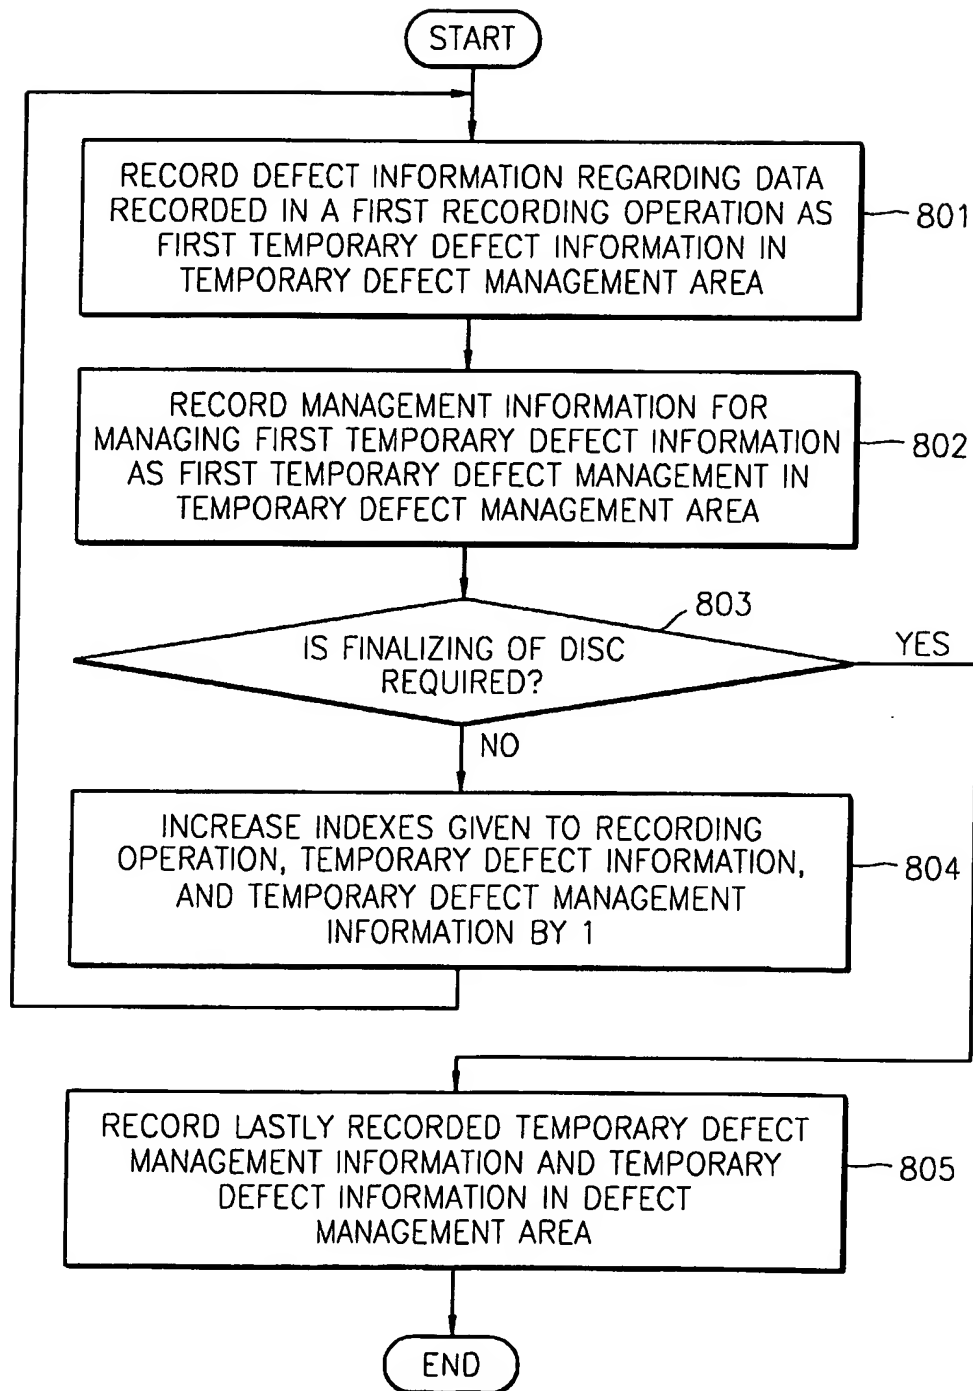 START
RECORD DEFECT INFORMATION REGARDING DATA
RECORDED IN A FIRST RECORDING OPERATION AS
FIRST TEMPORARY DEFECT INFORMATION IN
TEMPORARY DEFECT MANAGEMENT AREA
801
RECORD MANAGEMENT INFORMATION FOR
MANAGING FIRST TEMPORARY DEFECT INFORMATION
AS FIRST TEMPORARY DEFECT MANAGEMENT IN
TEMPORARY DEFECT MANAGEMENT AREA
802
803
IS FINALIZING OF DISC
REQUIRED?
YES
NO
INCREASE INDEXES GIVEN TO RECORDING
OPERATION, TEMPORARY DEFECT INFORMATION,
AND TEMPORARY DEFECT MANAGEMENT
INFORMATION BY 1
804
RECORD LASTLY RECORDED TEMPORARY DEFECT
MANAGEMENT INFORMATION AND TEMPORARY
DEFECT INFORMATION IN DEFECT
MANAGEMENT AREA
805
END